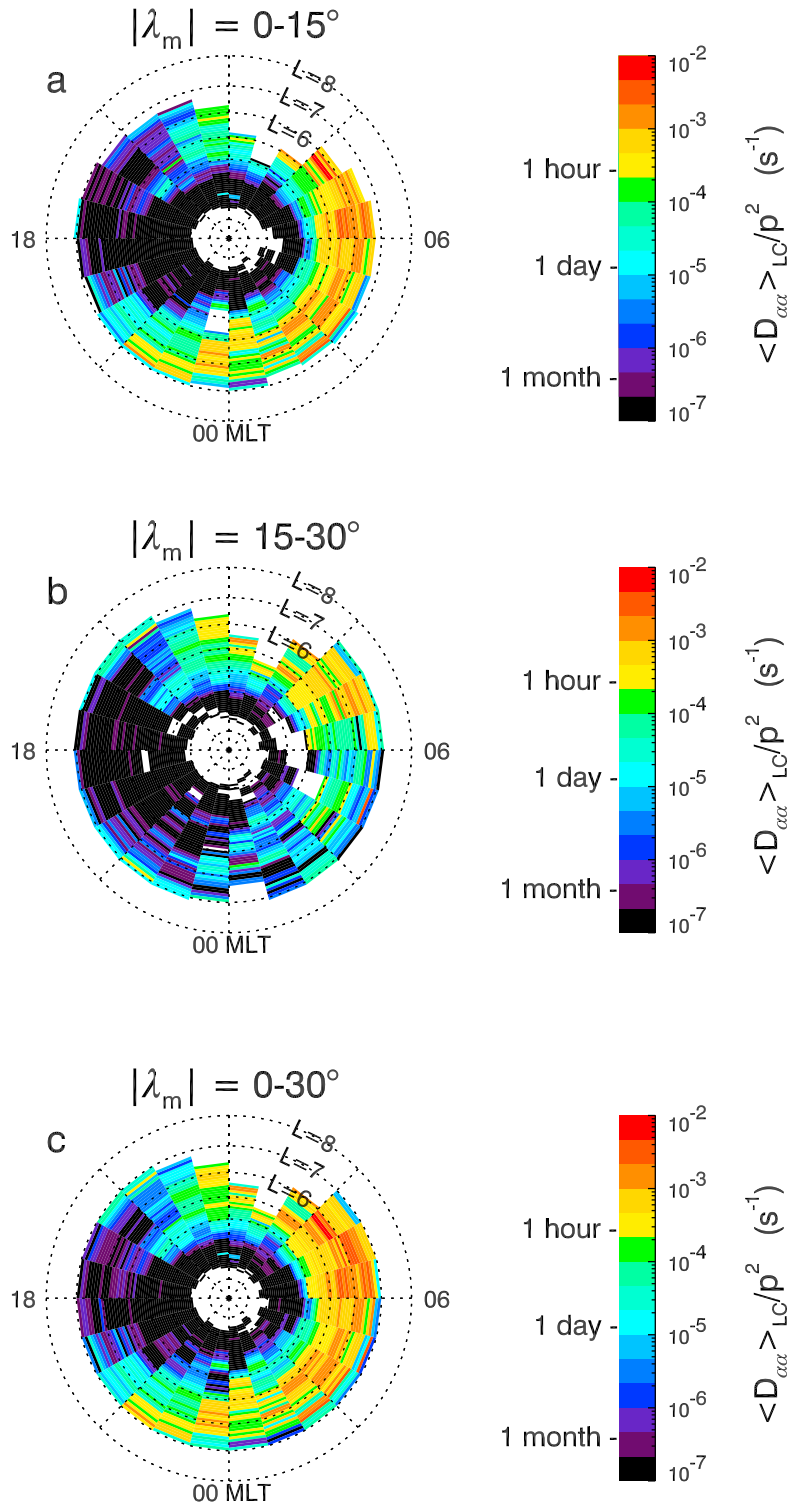 |λm| = 0-15°
a
L=8
L=7
L=6
18
06
00 MLT
10-2
10-3
10-4
10-5
10-6
10-7
1 hour
1 day
1 month
<Dαα>LC/p2 (s-1)
|λm| = 15-30°
b
L=8
L=7
L=6
18
06
00 MLT
10-2
10-3
10-4
10-5
10-6
10-7
1 hour
1 day
1 month
<Dαα>LC/p2 (s-1)
|λm| = 0-30°
c
L=8
L=7
L=6
18
06
00 MLT
10-2
10-3
10-4
10-5
10-6
10-7
1 hour
1 day
1 month
<Dαα>LC/p2 (s-1)